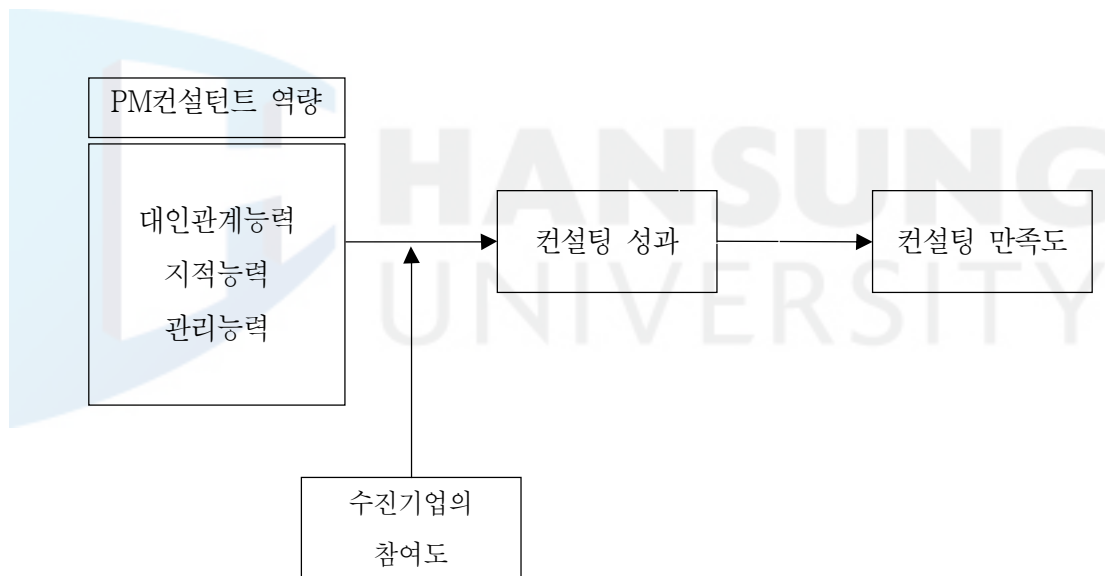 PM컨설턴트 역량
HANSUNG
UNIVERSITY
대인관계능력
지적능력
관리능력
컨설팅 성과
컨설팅 만족도
수진기업의
참여도